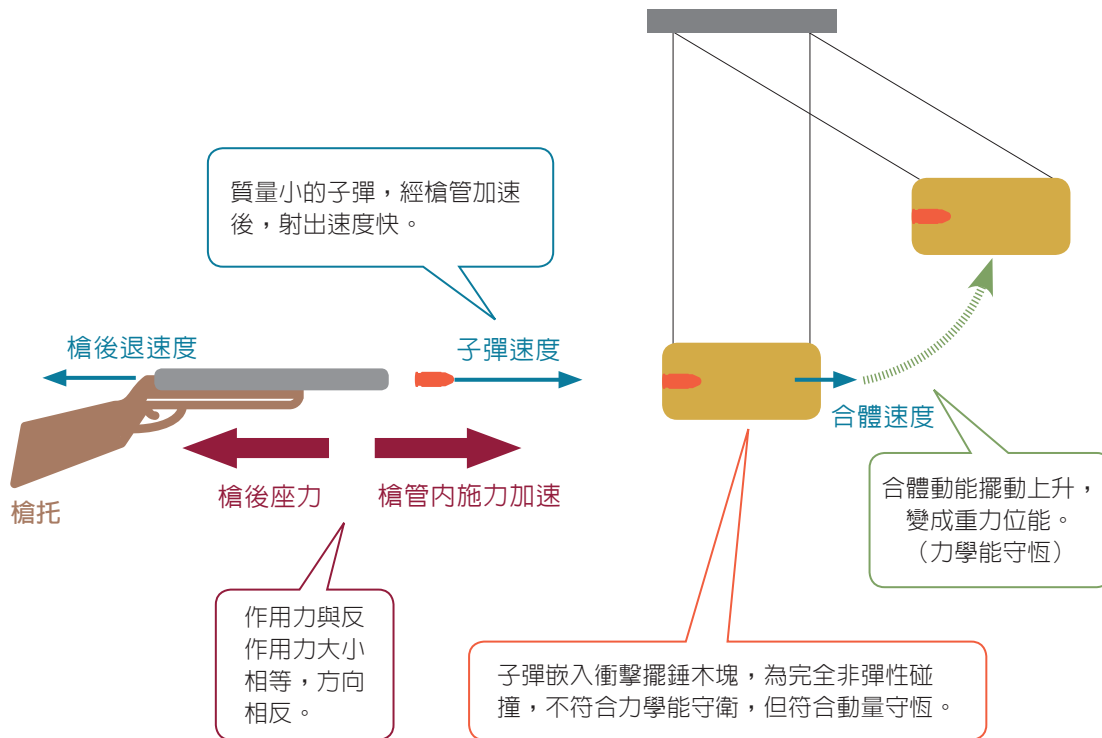 質量小的子彈，經槍管加速
後，射出速度快。
槍後退速度
子彈速度
合體速度
槍托
槍後座力
槍管内施力加速
合體動能擺動上升，
變成重力位能。
（力學能守恆）
作用力與反
作用力大小
相等，方向
相反。
子彈嵌入衝擊擺錘木塊，為完全非彈性碰
撞，不符合力學能守衡，但符合動量守恆。